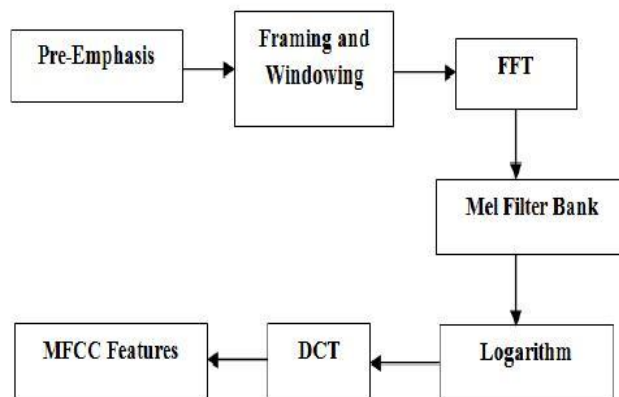 Pre-Emphasis
Framing and
Windowing
FFT
Mel Filter Bank
Logarithm
DCT
MFCC Features